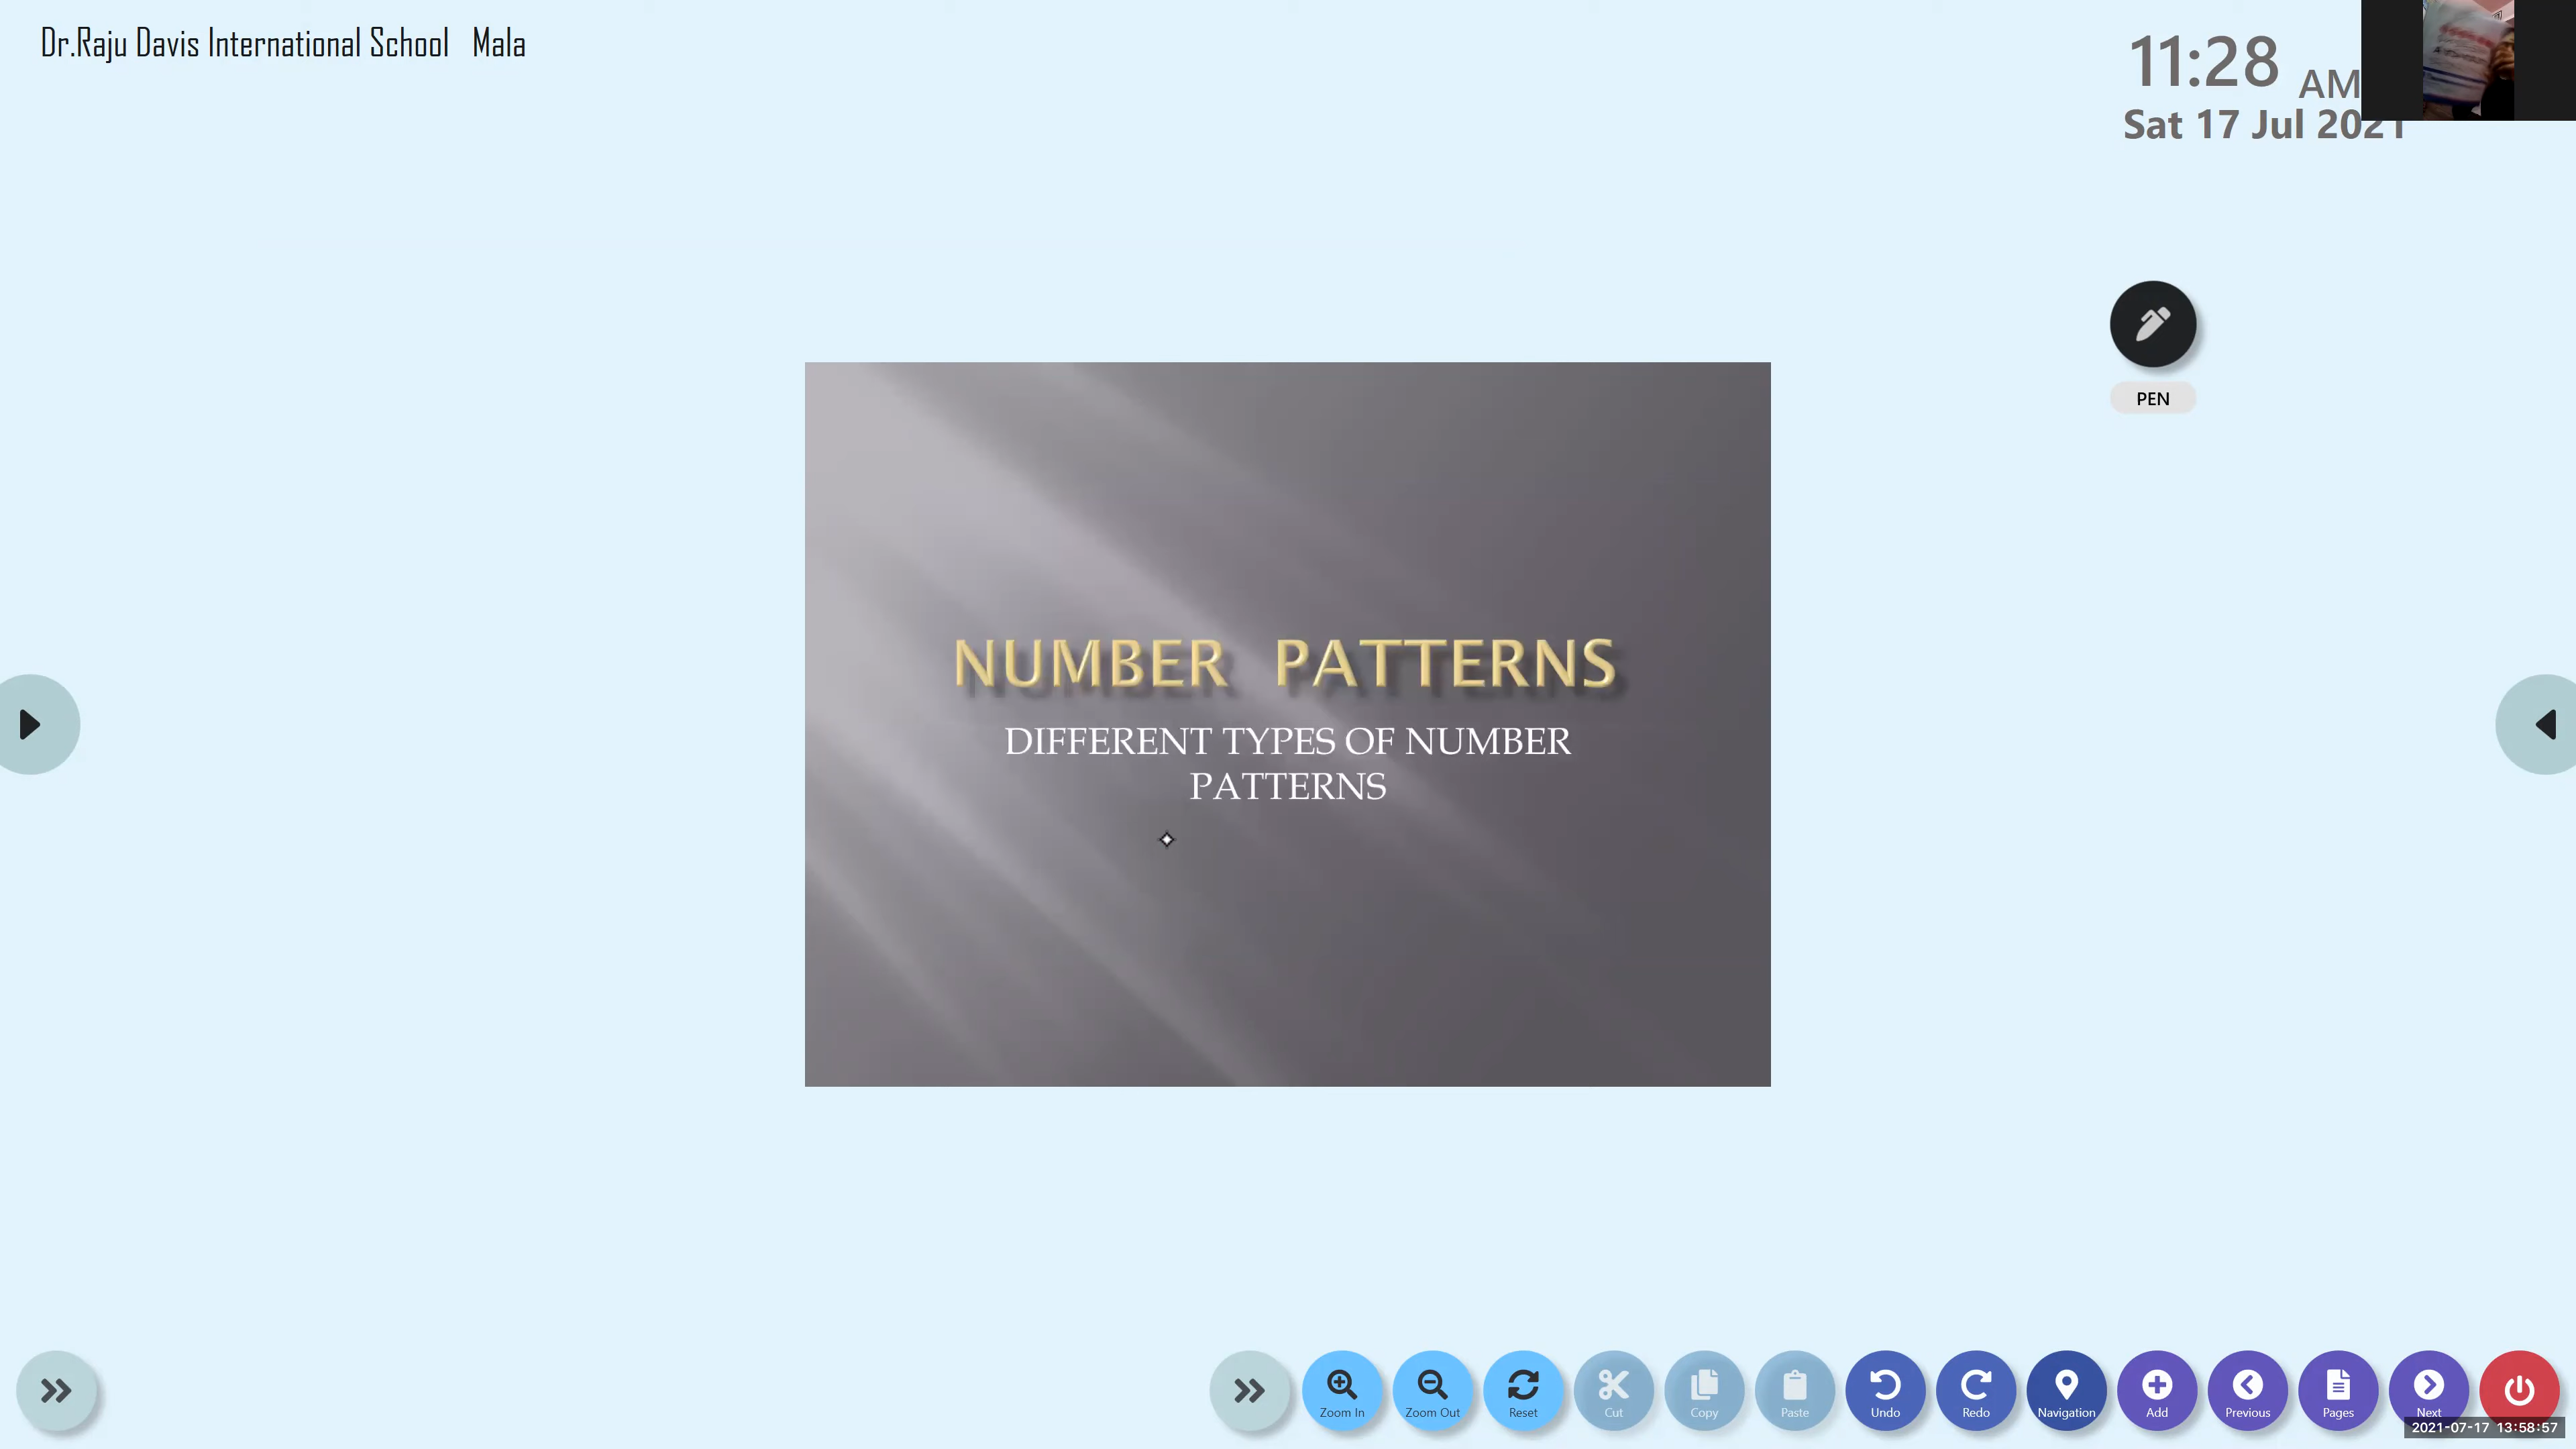 Dr.Raju Davis International School Mala
11:28 AM
Sat 17 Jul 2021
PEN
NUMBER PATTERNS
DIFFERENT TYPES OF NUMBER
PATTERNS
Zoom In Zoom Out Reset Cut Copy Paste Undo Redo Navigation Add Previous Pages Next
2021-07-17 13:58:57